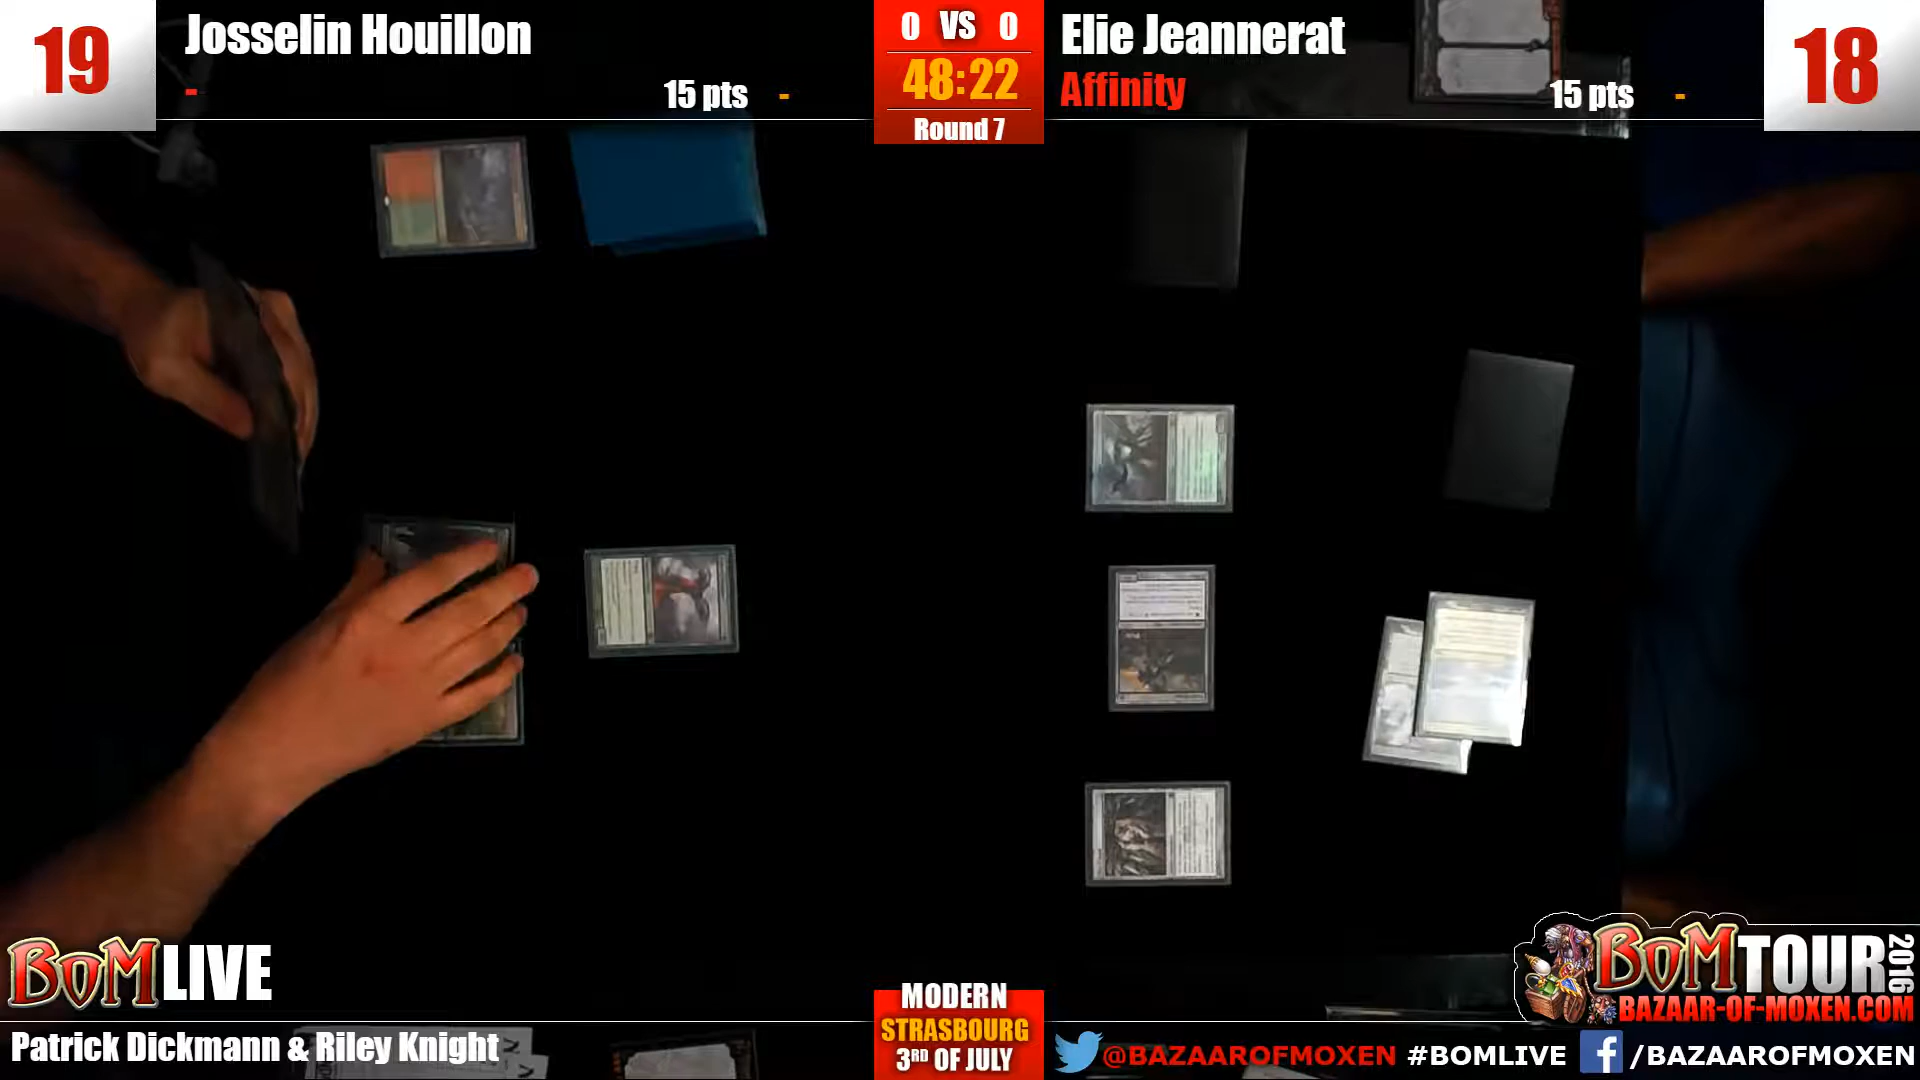 19
Josselin Houillon
-
15 pts -
0 VS 0
48:22
Round 7
Elie Jeannerat
Affinity
15 pts -
18
BOM LIVE
Patrick Dickmann & Riley Knight
MODERN
STRASBOURG
3RD OF JULY
BOM TOUR 2016
BAZAAR-OF-MOXEN.COM
@BAZAAROFMOXEN #BOMLIVE f /BAZAAROFMOXEN